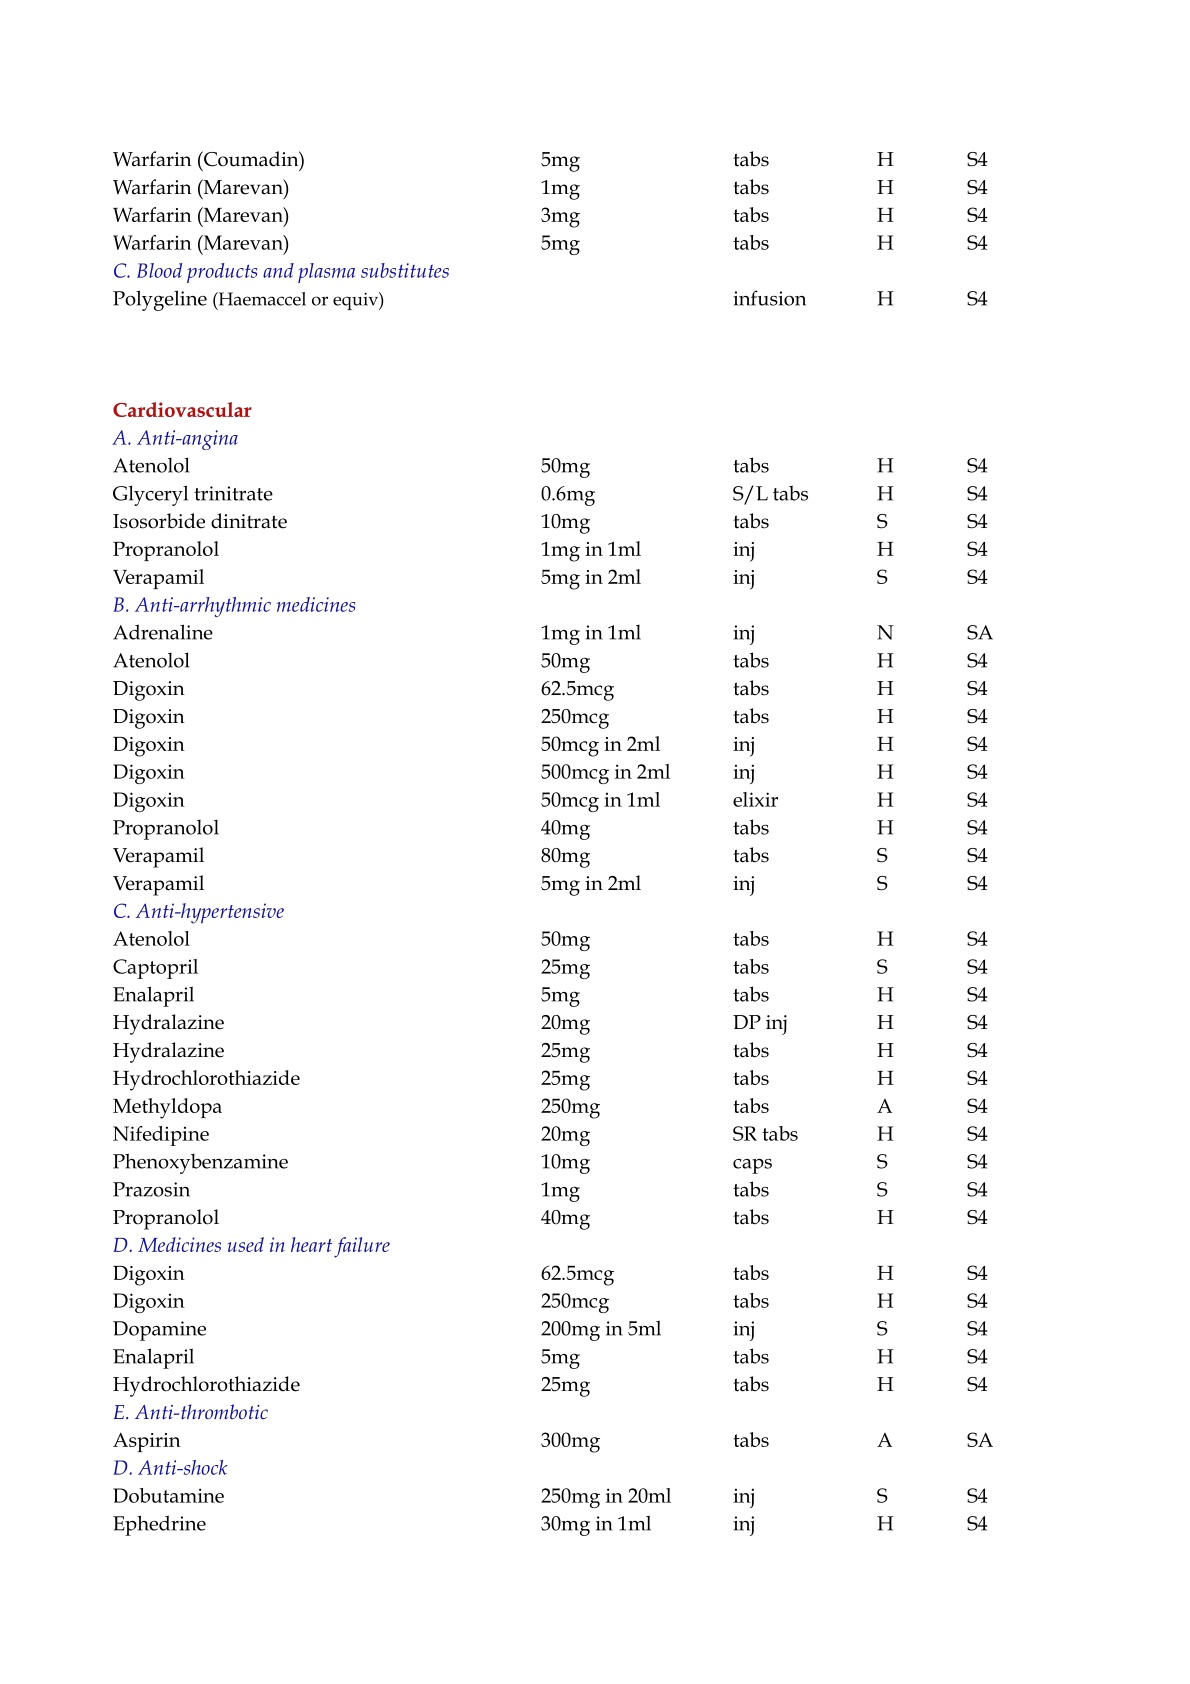 Warfarin (Coumadin) 5mg tabs H S4
Warfarin (Marevan) 1mg tabs H S4
Warfarin (Marevan) 3mg tabs H S4
Warfarin (Marevan) 5mg tabs H S4
C. Blood products and plasma substitutes
Polygeline (Haemaccel or equiv) infusion H S4
Cardiovascular
A. Anti-angina
Atenolol 50mg tabs H S4
Glyceryl trinitrate 0.6mg S/L tabs H S4
Isosorbide dinitrate 10mg tabs S S4
Propranolol 1mg in 1ml inj H S4
Verapamil 5mg in 2ml inj S S4
B. Anti-arrhythmic medicines
Adrenaline 1mg in 1ml inj N SA
Atenolol 50mg tabs H S4
Digoxin 62.5mcg tabs H S4
Digoxin 250mcg tabs H S4
Digoxin 50mcg in 2ml inj H S4
Digoxin 500mcg in 2ml inj H S4
Digoxin 50mcg in 1ml elixir H S4
Propranolol 40mg tabs H S4
Verapamil 80mg tabs S S4
Verapamil 5mg in 2ml inj S S4
C. Anti-hypertensive
Atenolol 50mg tabs H S4
Captopril 25mg tabs S S4
Enalapril 5mg tabs H S4
Hydralazine 20mg DP inj H S4
Hydralazine 25mg tabs H S4
Hydrochlorothiazide 25mg tabs H S4
Methyldopa 250mg tabs A S4
Nifedipine 20mg SR tabs H S4
Phenoxybenzamine 10mg caps S S4
Prazosin 1mg tabs S S4
Propranolol 40mg tabs H S4
D. Medicines used in heart failure
Digoxin 62.5mcg tabs H S4
Digoxin 250mcg tabs H S4
Dopamine 200mg in 5ml inj S S4
Enalapril 5mg tabs H S4
Hydrochlorothiazide 25mg tabs H S4
E. Anti-thrombotic
Aspirin 300mg tabs A SA
D. Anti-shock
Dobutamine 250mg in 20ml inj S S4
Ephedrine 30mg in 1ml inj H S4